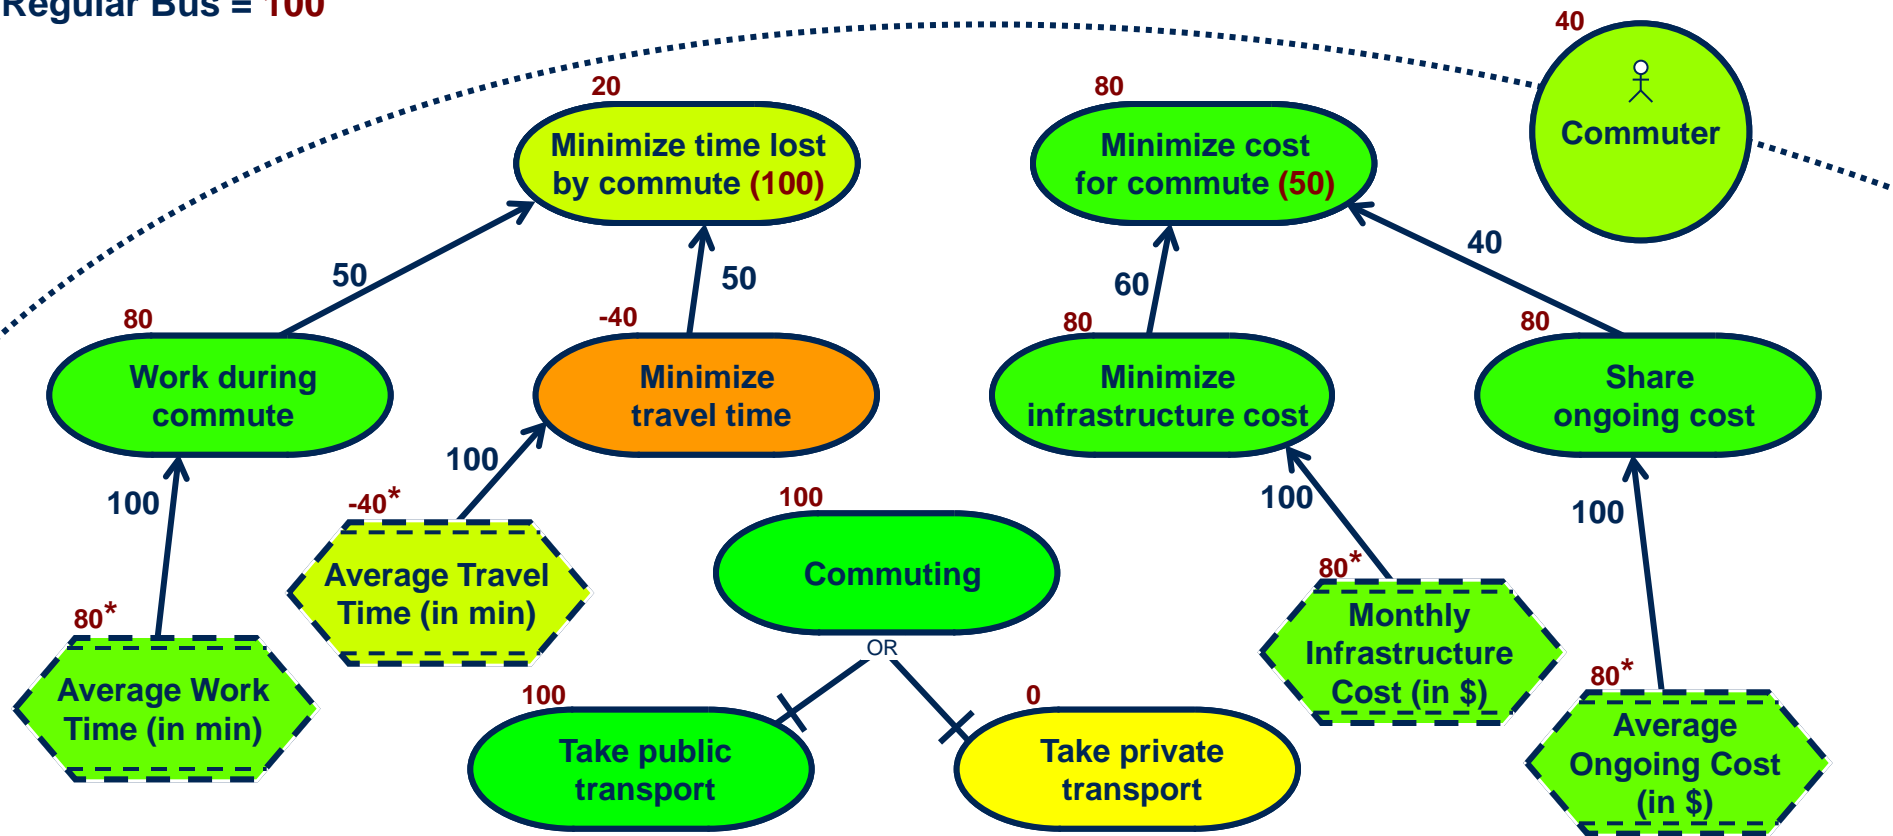 Regular Bus = 100
40
Commuter
20
Minimize time lost
by commute (100)
80
Minimize cost
for commute (50)
50
50
60
40
80
Work during
commute
-40
Minimize
travel time
80
Minimize
infrastructure cost
80
Share
ongoing cost
100
100
100
100
80*
Average Work
Time (in min)
-40*
Average Travel
Time (in min)
100
Commuting
OR
100
Take public
transport
0
Take private
transport
80*
Monthly
Infrastructure
Cost (in $)
80*
Average
Ongoing Cost
(in $)